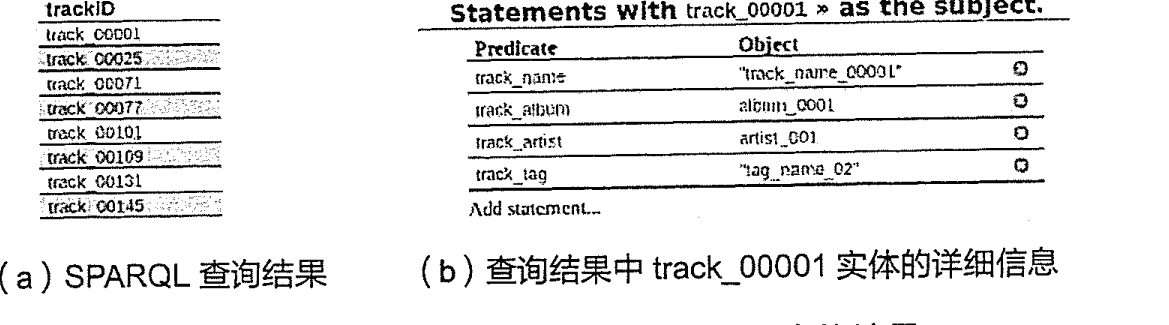 trackID
track_00001
track_00025
track_00071
track_00077
track_00101
track_00109
track_00131
track_00145
Statements with track_00001 » as the subject.
Predicate Object
track_name "track_name_00001"
track_album album_0001
track_artist artist_001
track_tag "tag_name_02"
Add statement...
(a) SPARQL 查询结果
(b) 查询结果中 track_00001 实体的详细信息